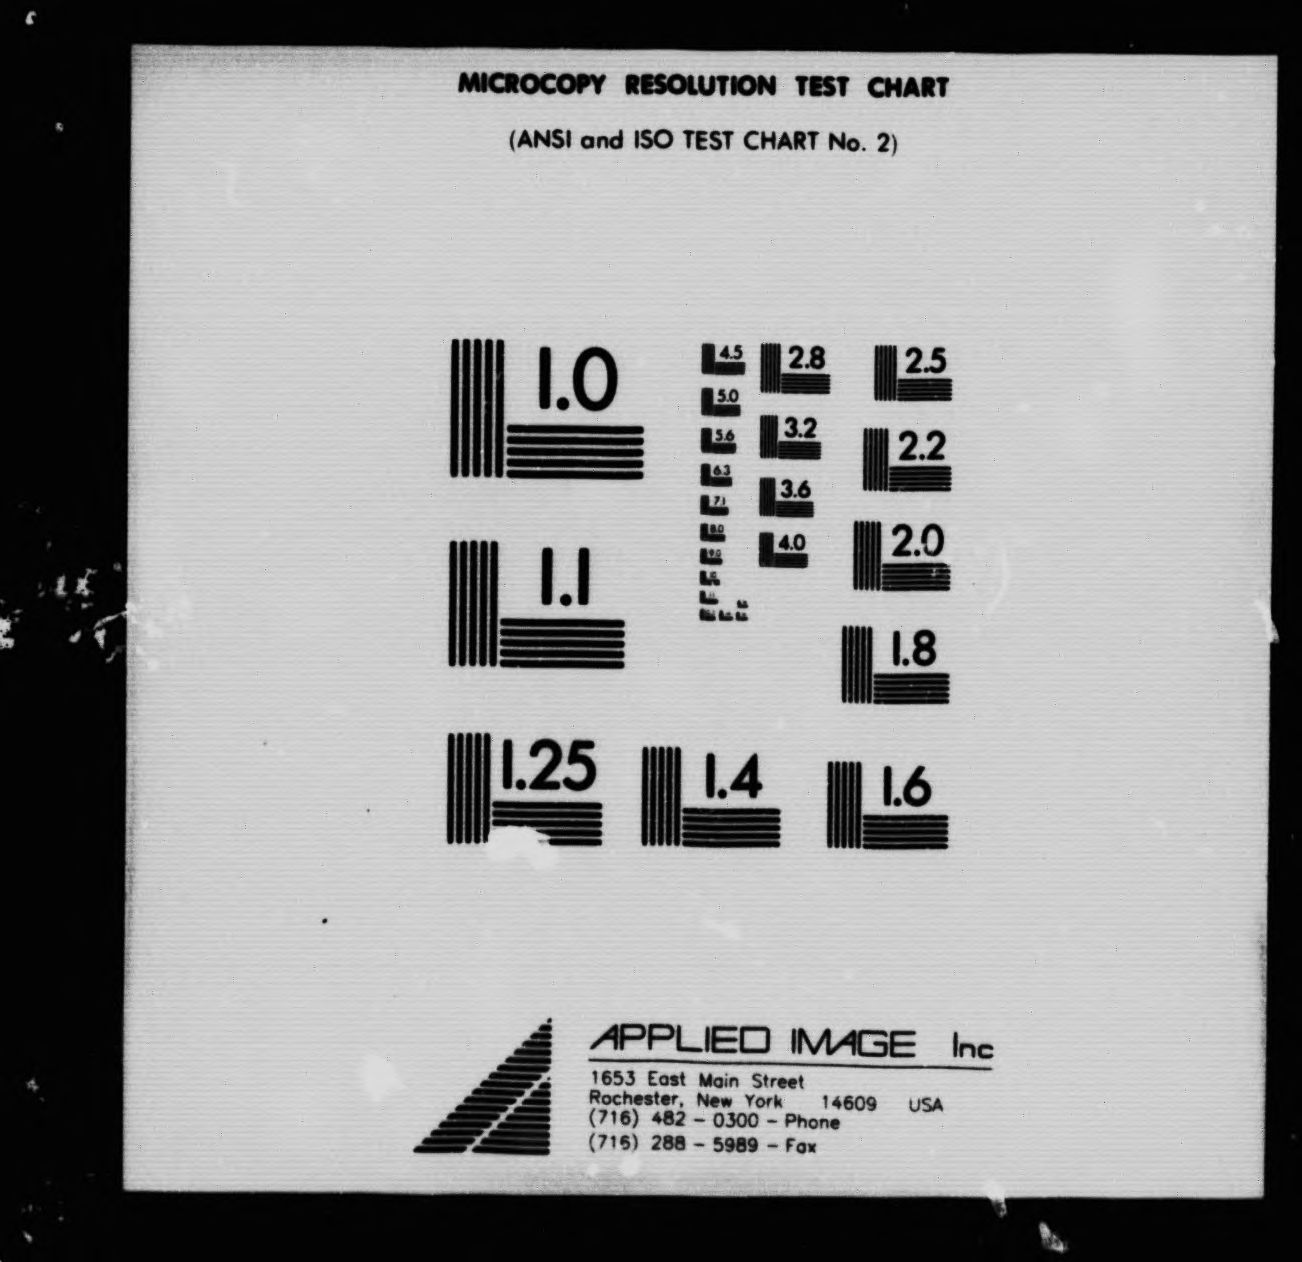 MICROCOPY RESOLUTION TEST CHART
(ANSI and ISO TEST CHART No. 2)
1.0
1.1
1.25
1.4
1.6
1.8
2.0
2.2
2.5
2.8
3.2
3.6
4.0
4.5
5.0
5.6
6.3
7.1
8.0
9.0
APPLIED IMAGE Inc
1653 East Main Street
Rochester, New York 14609 USA
(716) 482 - 0300 - Phone
(716) 288 - 5989 - Fax